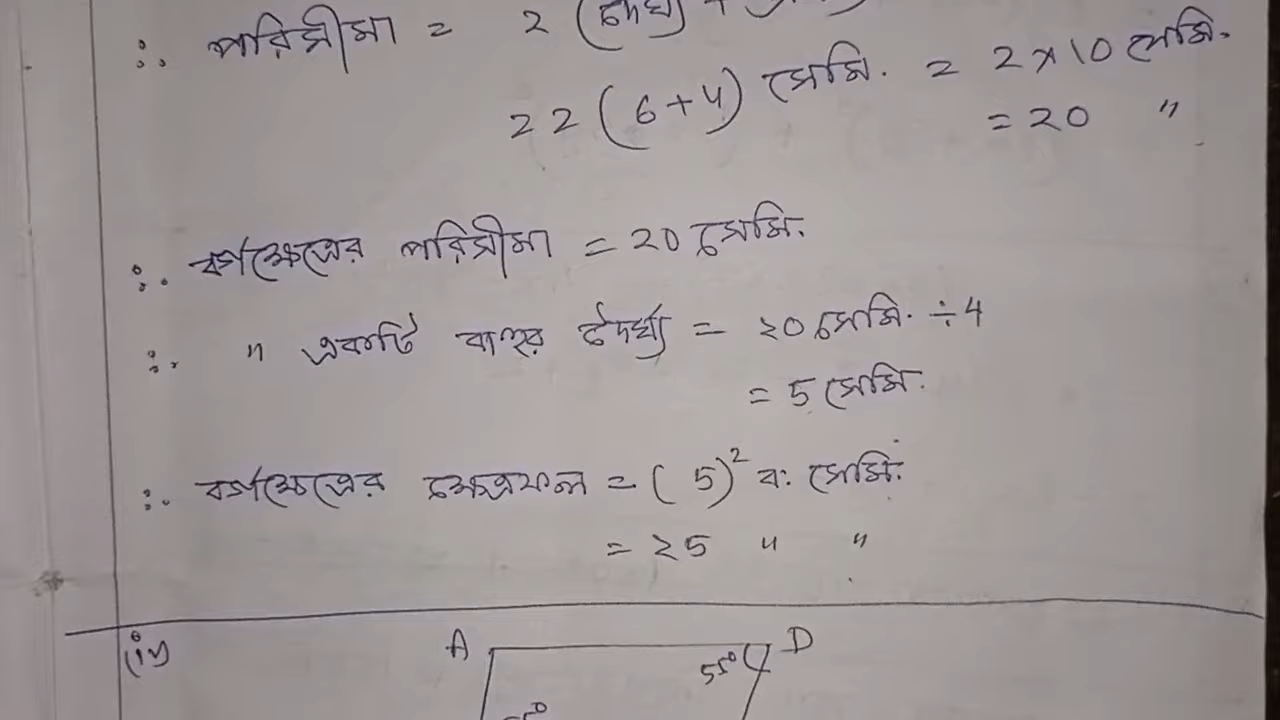 ∴ পরিসীমা = 2 (দৈর্ঘ্য +
22 (6+4) সেমি. = 2×10 সেমি.
= 20 "
∴ বর্গক্ষেত্রের পরিসীমা = 20 সেমি.
∴ " একটি বাহুর দৈর্ঘ্য = 20 সেমি. ÷ 4
= 5 সেমি.
∴ বর্গক্ষেত্রের ক্ষেত্রফল = (5)² ব: সেমি.
= 25 " "
(iv) A 55° D